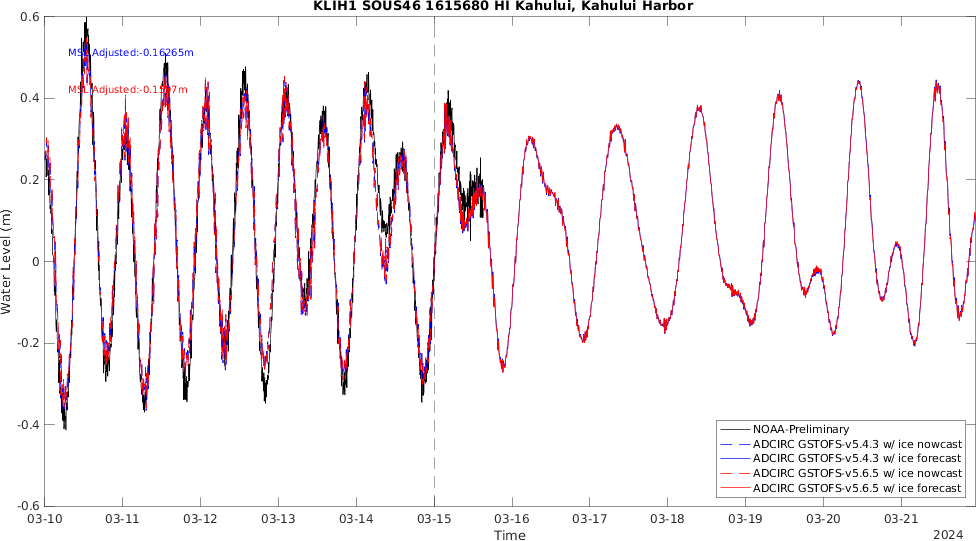 KLIH1 SOUS46 1615680 HI Kahului, Kahului Harbor
0.6
0.4
0.2
0
-0.2
-0.4
-0.6
Water Level (m)
MSL Adjusted:-0.16265m
Adjusted:
NOAA-Preliminary
ADCIRC GSTOFS-v5.4.3 w/ ice nowcast
ADCIRC GSTOFS-v5.4.3 w/ ice forecast
ADCIRC GSTOFS-v5.6.5 w/ ice nowcast
ADCIRC GSTOFS-v5.6.5 w/ ice forecast
03-10 03-11 03-12 03-13 03-14 03-15 03-16 03-17 03-18 03-19 03-20 03-21
Time
2024